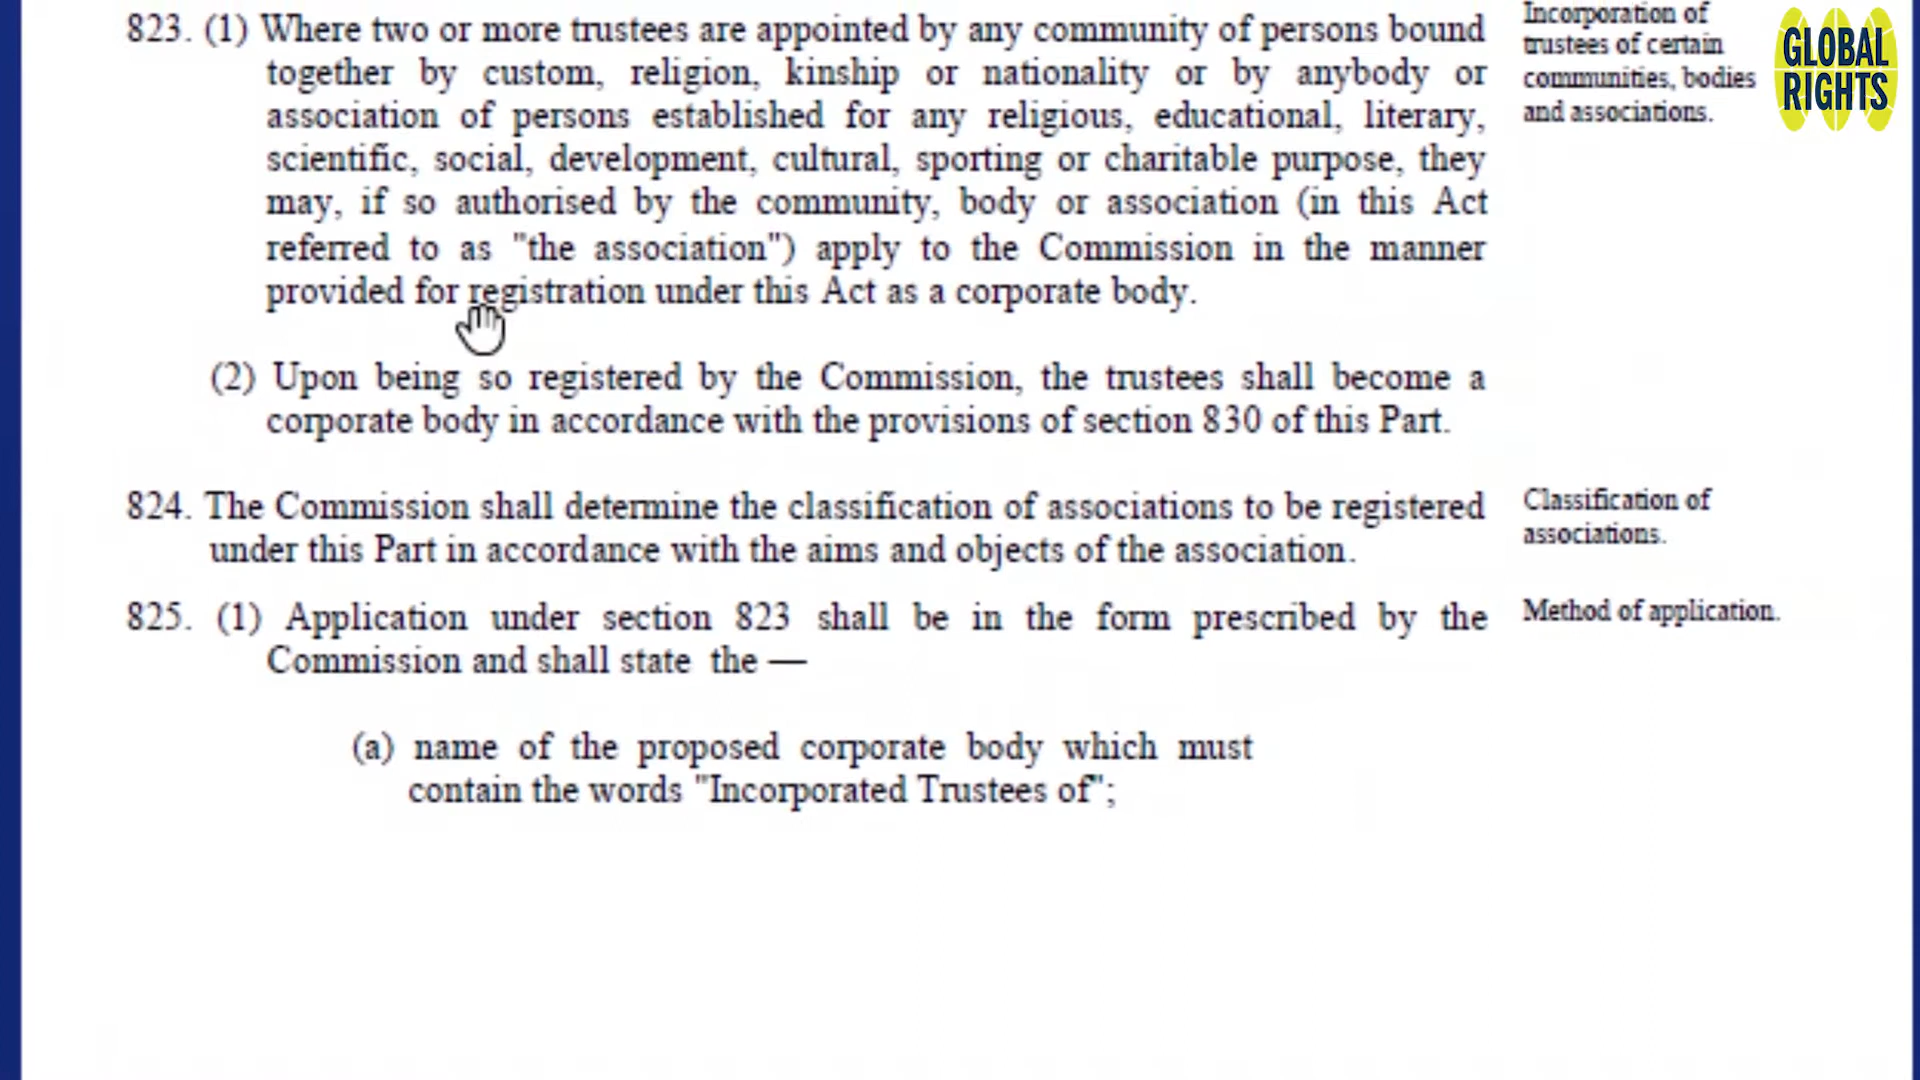 823. (1) Where two or more trustees are appointed by any community of persons bound
together by custom, religion, kinship or nationality or by anybody or
association of persons established for any religious, educational, literary,
scientific, social, development, cultural, sporting or charitable purpose, they
may, if so authorised by the community, body or association (in this Act
referred to as "the association") apply to the Commission in the manner
provided for registration under this Act as a corporate body.
Incorporation of
trustees of certain
communities, bodies
and associations.
GLOBAL
RIGHTS
(2) Upon being so registered by the Commission, the trustees shall become a
corporate body in accordance with the provisions of section 830 of this Part.
824. The Commission shall determine the classification of associations to be registered
under this Part in accordance with the aims and objects of the association.
Classification of
associations.
825. (1) Application under section 823 shall be in the form prescribed by the
Commission and shall state the —
Method of application.
(a) name of the proposed corporate body which must
contain the words "Incorporated Trustees of";